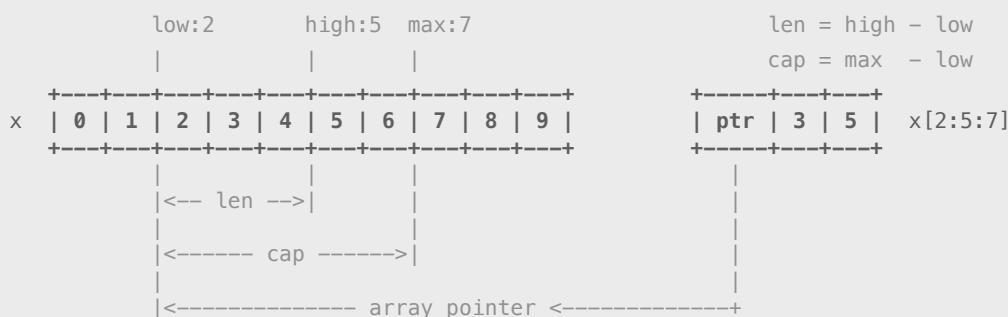 low:2 high:5 max:7 len = high - low
| | | cap = max - low
+---+---+---+---+---+---+---+---+---+---+ +-----+---+---+
x | 0 | 1 | 2 | 3 | 4 | 5 | 6 | 7 | 8 | 9 | | ptr | 3 | 5 | x[2:5:7]
+---+---+---+---+---+---+---+---+---+---+ +-----+---+---+
| | | |
|<-- len -->| | |
| | |
|<------ cap ------>| |
| |
|<------------- array pointer <-------------+